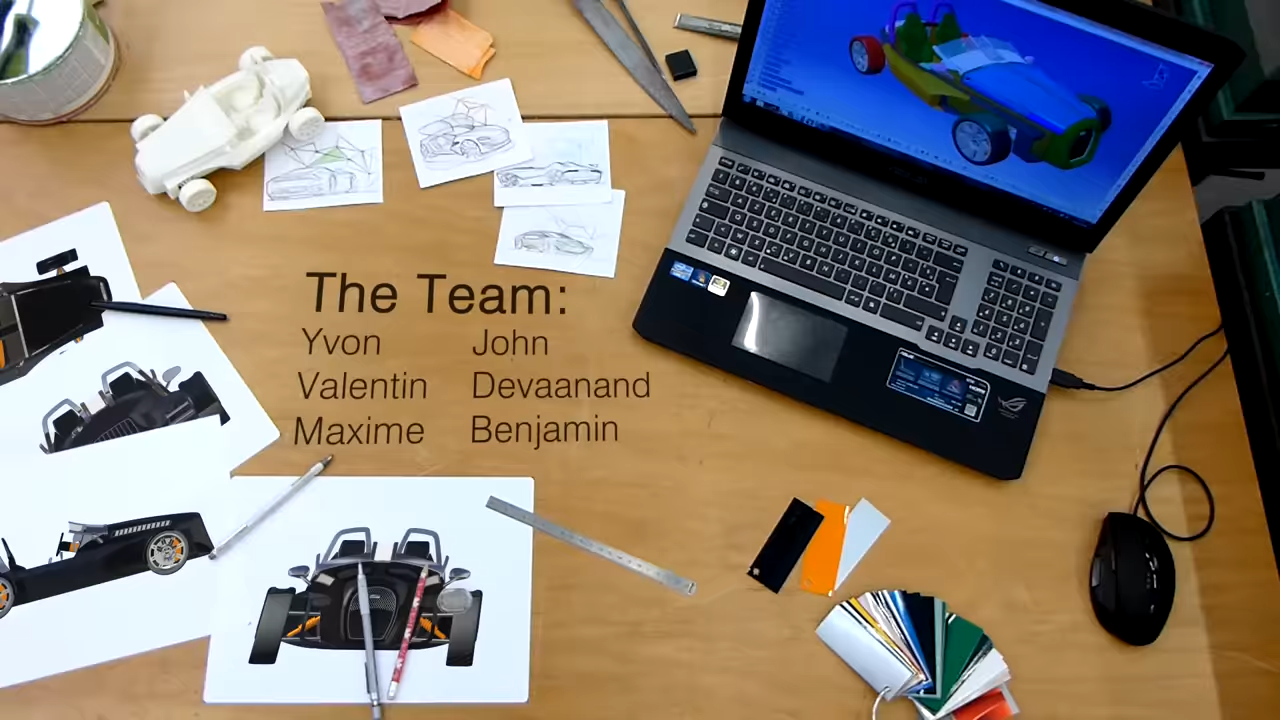 The Team:
Yvon John
Valentin Devaanand
Maxime Benjamin